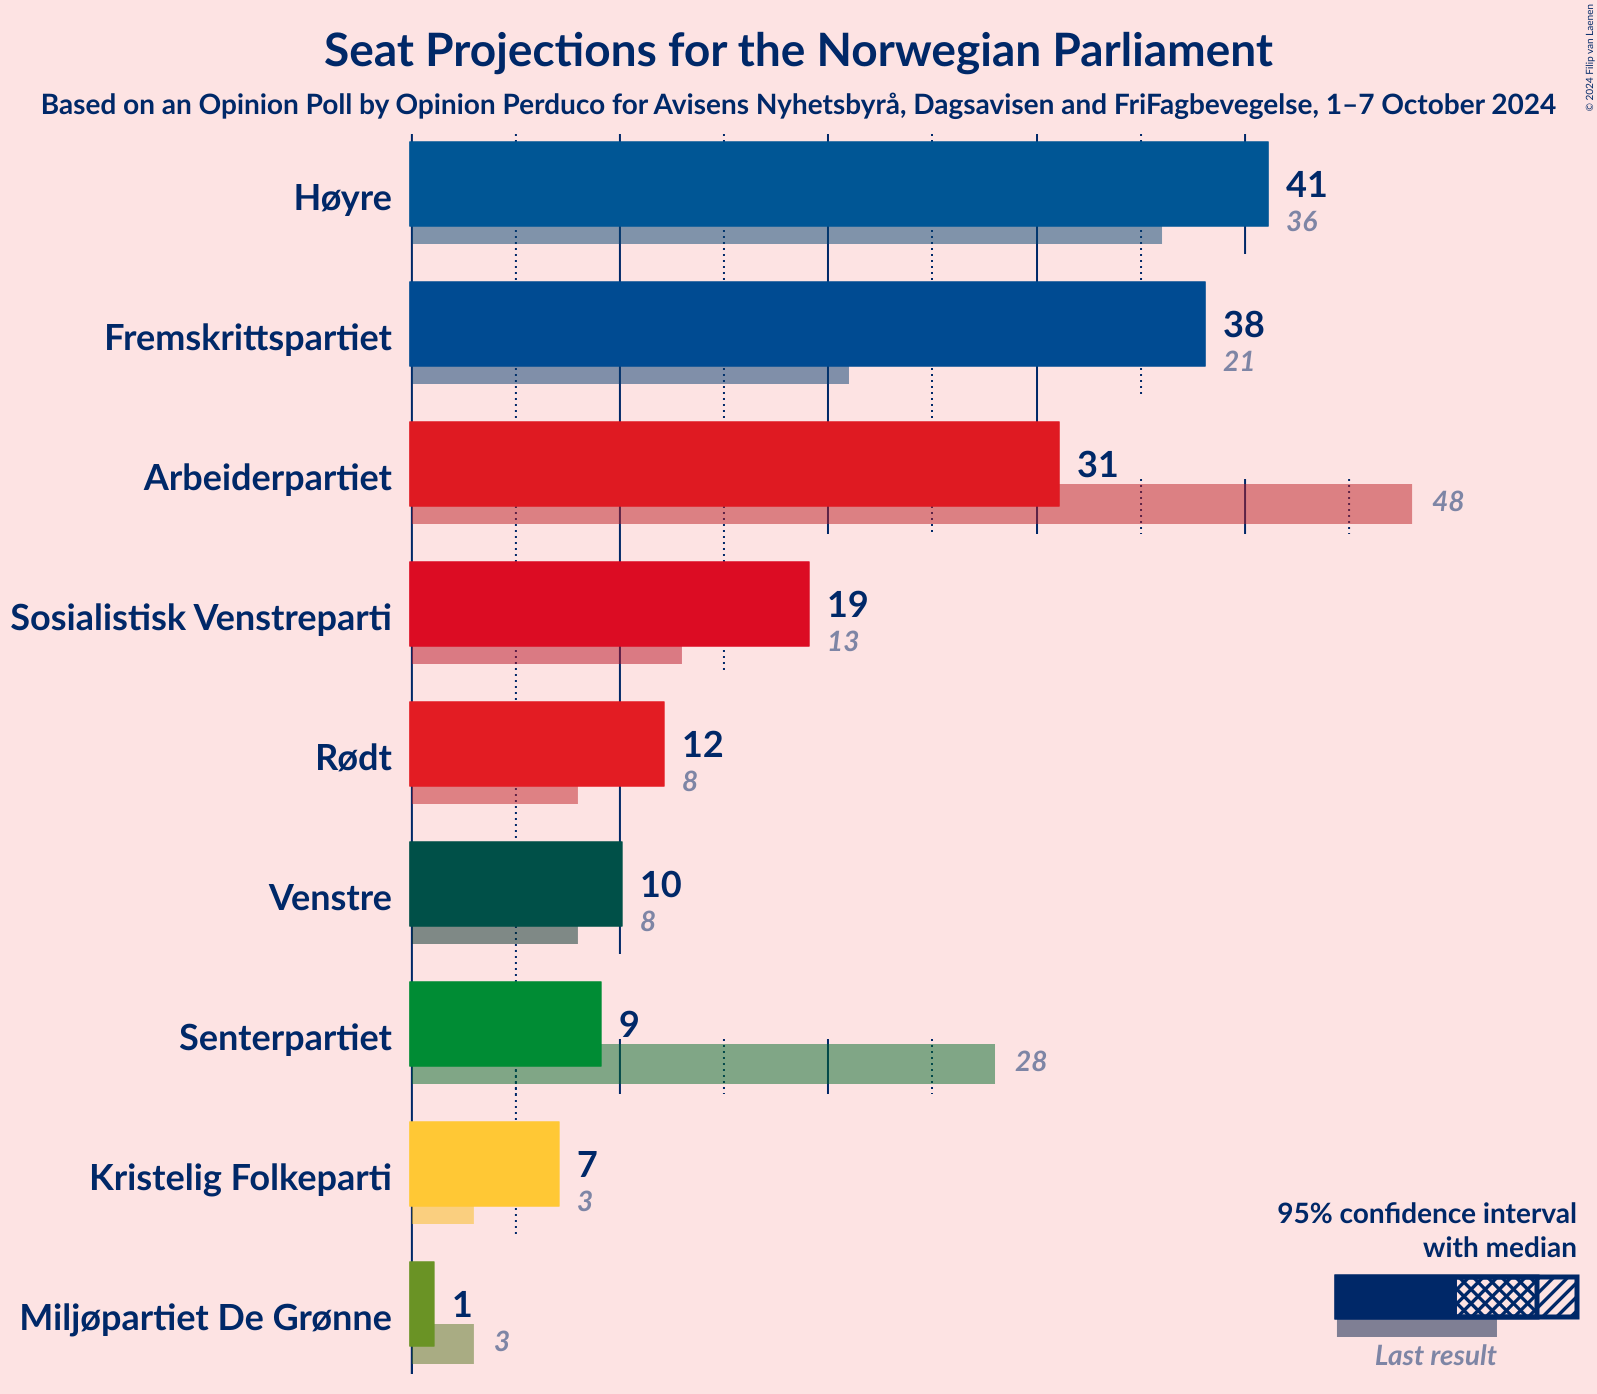 Seat Projections for the Norwegian Parliament
Based on an Opinion Poll by Opinion Perduco for Avisens Nyhetsbyrå, Dagsavisen and FriFagbevegelse, 1–7 October 2024
© 2024 Filip van Laenen
Høyre
41
36
Fremskrittspartiet
38
21
Arbeiderpartiet
31
48
Sosialistisk Venstreparti
19
13
Rødt
12
8
Venstre
10
8
Senterpartiet
9
28
Kristelig Folkeparti
7
3
Miljøpartiet De Grønne
1
3
95% confidence interval
with median
Last result